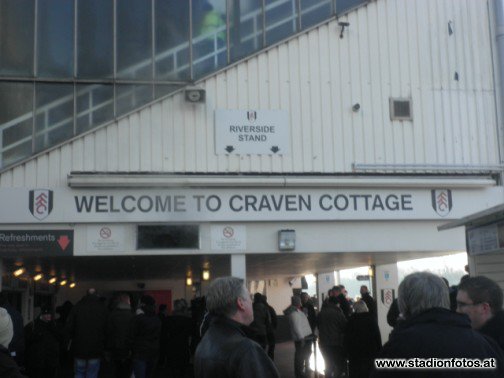 RIVERSIDE
STAND
WELCOME TO CRAVEN COTTAGE
Refreshments
www.stadionfotos.at